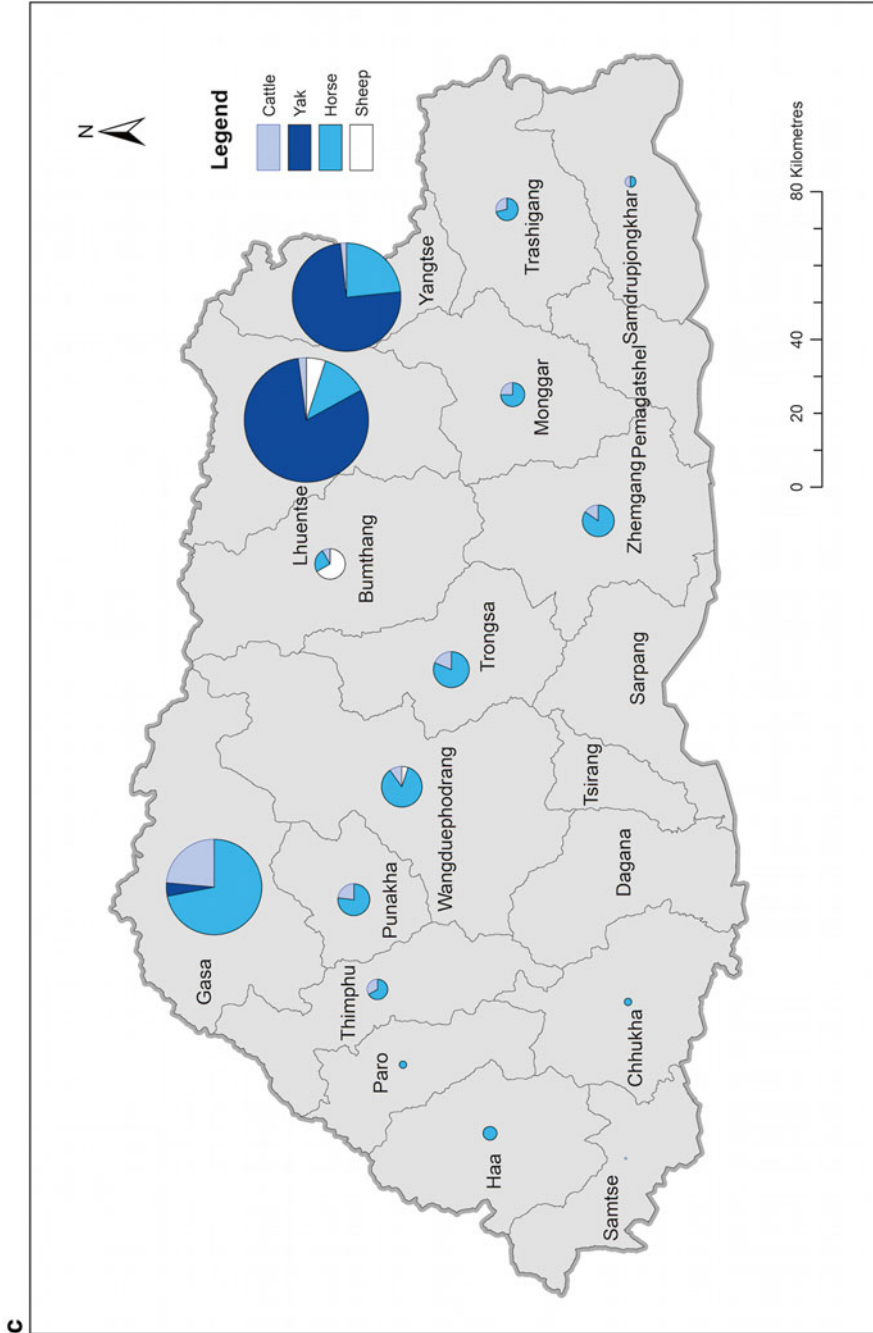 c
N
Legend
Cattle
Yak
Horse
Sheep
Gasa
Lhuentse
Yangtse
Bumthang
Thimphu
Punakha
Paro
Wangduephodrang
Trongsa
Monggar
Trashigang
Haa
Samtse
Chhukha
Dagana
Tsirang
Sarpang
Zhemgang
Pemagatshel
Samdrupjongkhar
0 20 40 80 Kilometres